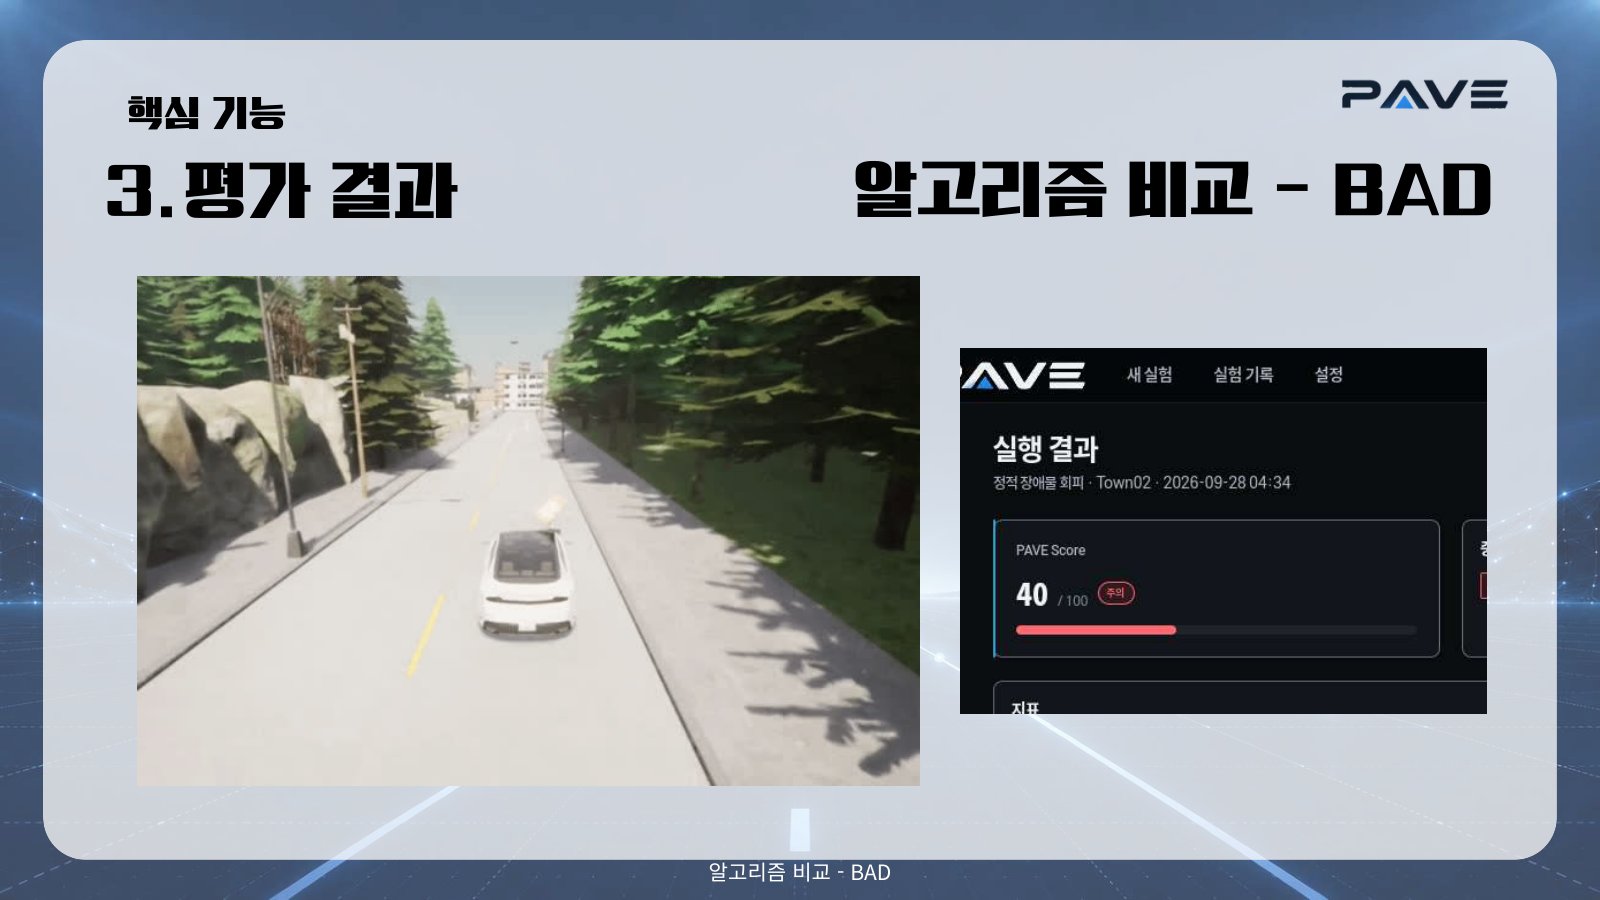 핵심 기능
PAVE
3. 평가 결과
알고리즘 비교 - BAD
AVE 새 실험 실험 기록 설정
실행 결과
정적 장애물 회피 · Town02 · 2026-09-28 04:34
PAVE Score
40 / 100 주의
지표
알고리즘 비교 - BAD